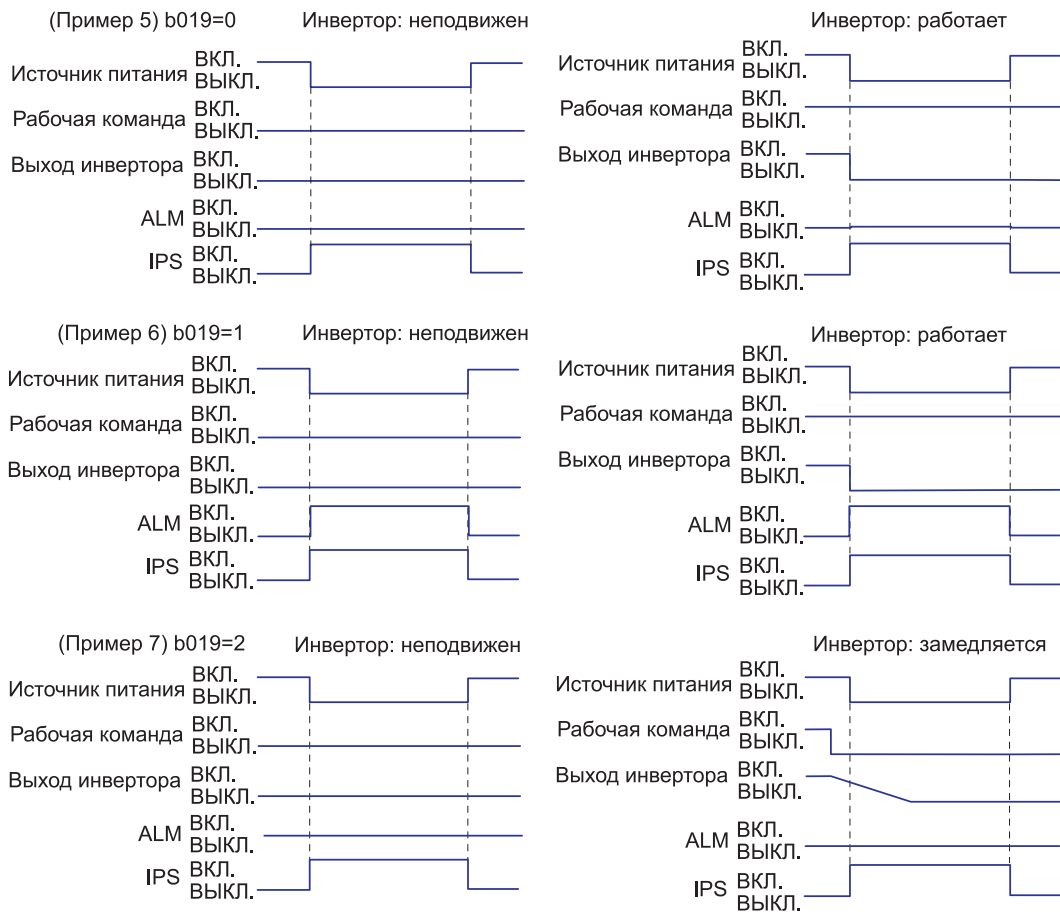 (Пример 5) b019=0
Инвертор: неподвижен
Источник питания
ВКЛ.
ВЫКЛ.
Рабочая команда
ВКЛ.
ВЫКЛ.
Выход инвертора
ВКЛ.
ВЫКЛ.
ALM
ВКЛ.
ВЫКЛ.
IPS
ВКЛ.
ВЫКЛ.
Инвертор: работает
Источник питания
ВКЛ.
ВЫКЛ.
Рабочая команда
ВКЛ.
ВЫКЛ.
Выход инвертора
ВКЛ.
ВЫКЛ.
ALM
ВКЛ.
ВЫКЛ.
IPS
ВКЛ.
ВЫКЛ.
(Пример 6) b019=1
Инвертор: неподвижен
Источник питания
ВКЛ.
ВЫКЛ.
Рабочая команда
ВКЛ.
ВЫКЛ.
Выход инвертора
ВКЛ.
ВЫКЛ.
ALM
ВКЛ.
ВЫКЛ.
IPS
ВКЛ.
ВЫКЛ.
Инвертор: работает
Источник питания
ВКЛ.
ВЫКЛ.
Рабочая команда
ВКЛ.
ВЫКЛ.
Выход инвертора
ВКЛ.
ВЫКЛ.
ALM
ВКЛ.
ВЫКЛ.
IPS
ВКЛ.
ВЫКЛ.
(Пример 7) b019=2
Инвертор: неподвижен
Источник питания
ВКЛ.
ВЫКЛ.
Рабочая команда
ВКЛ.
ВЫКЛ.
Выход инвертора
ВКЛ.
ВЫКЛ.
ALM
ВКЛ.
ВЫКЛ.
IPS
ВКЛ.
ВЫКЛ.
Инвертор: замедляется
Источник питания
ВКЛ.
ВЫКЛ.
Рабочая команда
ВКЛ.
ВЫКЛ.
Выход инвертора
ВКЛ.
ВЫКЛ.
ALM
ВКЛ.
ВЫКЛ.
IPS
ВКЛ.
ВЫКЛ.